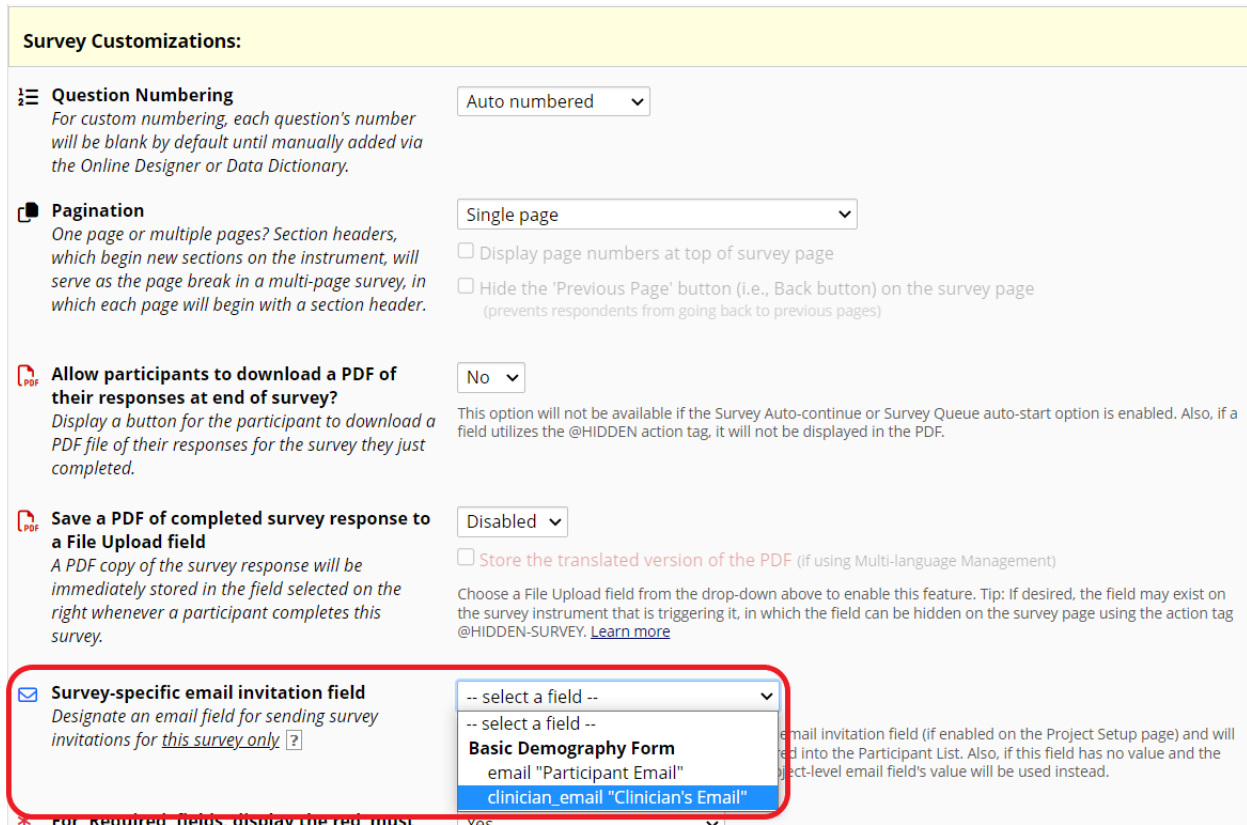 Survey Customizations:
Question Numbering
For custom numbering, each question's number
will be blank by default until manually added via
the Online Designer or Data Dictionary.
Auto numbered
Pagination
One page or multiple pages? Section headers,
which begin new sections on the instrument, will
serve as the page break in a multi-page survey, in
which each page will begin with a section header.
Single page
Display page numbers at top of survey page
Hide the 'Previous Page' button (i.e., Back button) on the survey page
(prevents respondents from going back to previous pages)
Allow participants to download a PDF of
their responses at end of survey?
Display a button for the participant to download a
PDF file of their responses for the survey they just
completed.
No
This option will not be available if the Survey Auto-continue or Survey Queue auto-start option is enabled. Also, if a
field utilizes the @HIDDEN action tag, it will not be displayed in the PDF.
Save a PDF of completed survey response to
a File Upload field
A PDF copy of the survey response will be
immediately stored in the field selected on the
right whenever a participant completes this
survey.
Disabled
Store the translated version of the PDF (if using Multi-language Management)
Choose a File Upload field from the drop-down above to enable this feature. Tip: If desired, the field may exist on
the survey instrument that is triggering it, in which the field can be hidden on the survey page using the action tag
@HIDDEN-SURVEY. Learn more
Survey-specific email invitation field
Designate an email field for sending survey
invitations for this survey only ?
-- select a field --
-- select a field --
Basic Demography Form
email "Participant Email"
clinician_email "Clinician's Email"
email invitation field (if enabled on the Project Setup page) and will
into the Participant List. Also, if this field has no value and the
email field's value will be used instead.
For 'Required' fields, display the red 'must
Yes